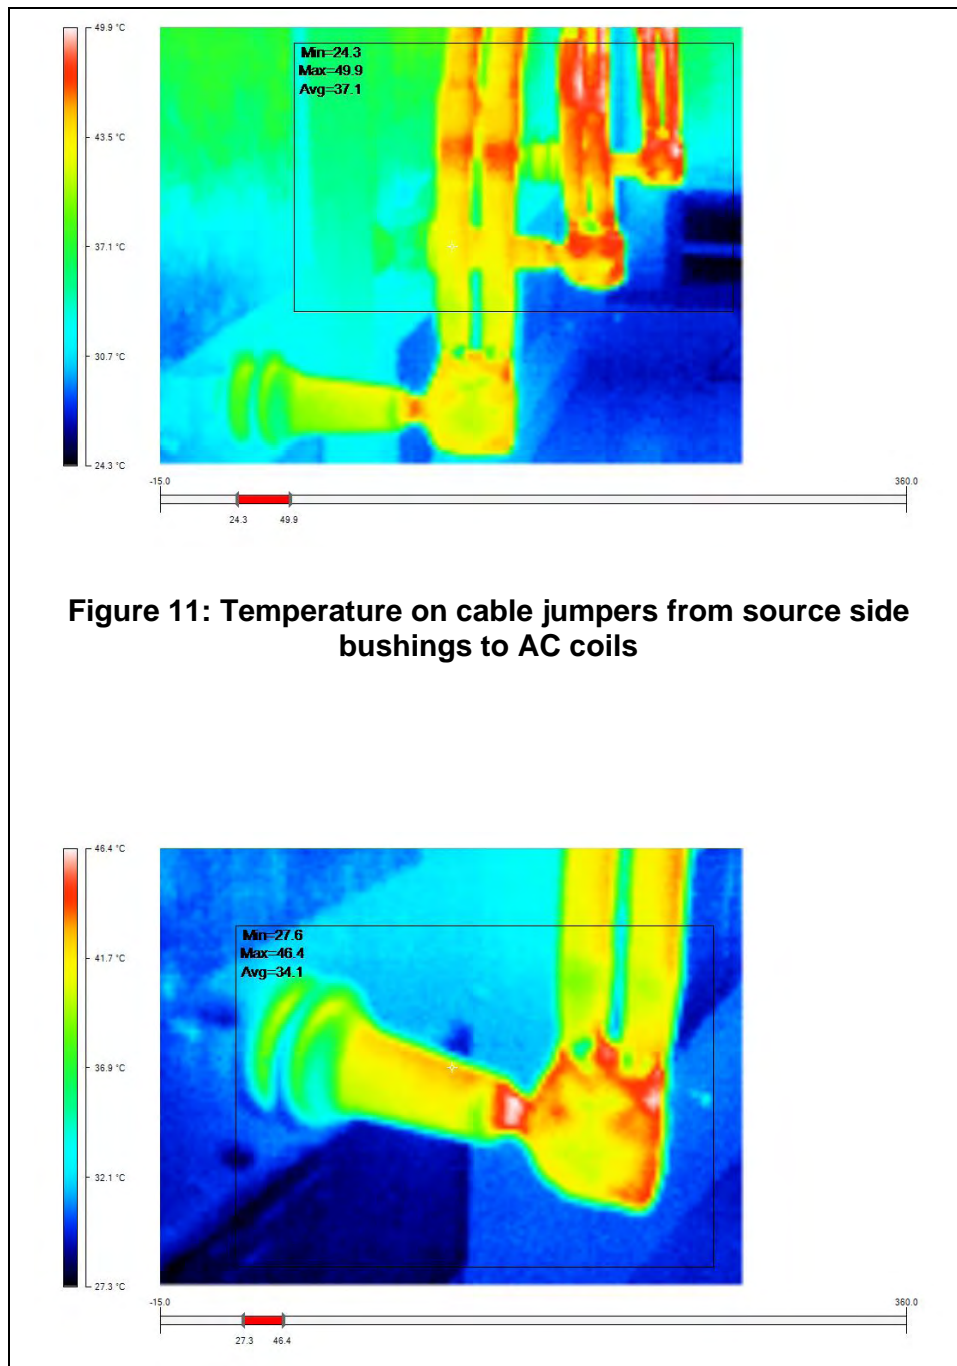 49.9 °C
43.5 °C
37.1 °C
30.7 °C
24.3 °C
Min=24.3
Max=49.9
Avg=37.1
-15.0
360.0
24.3
49.9
Figure 11: Temperature on cable jumpers from source side
bushings to AC coils
46.4 °C
41.7 °C
36.9 °C
32.1 °C
27.3 °C
Min=27.6
Max=46.4
Avg=34.1
-15.0
360.0
27.3
46.4